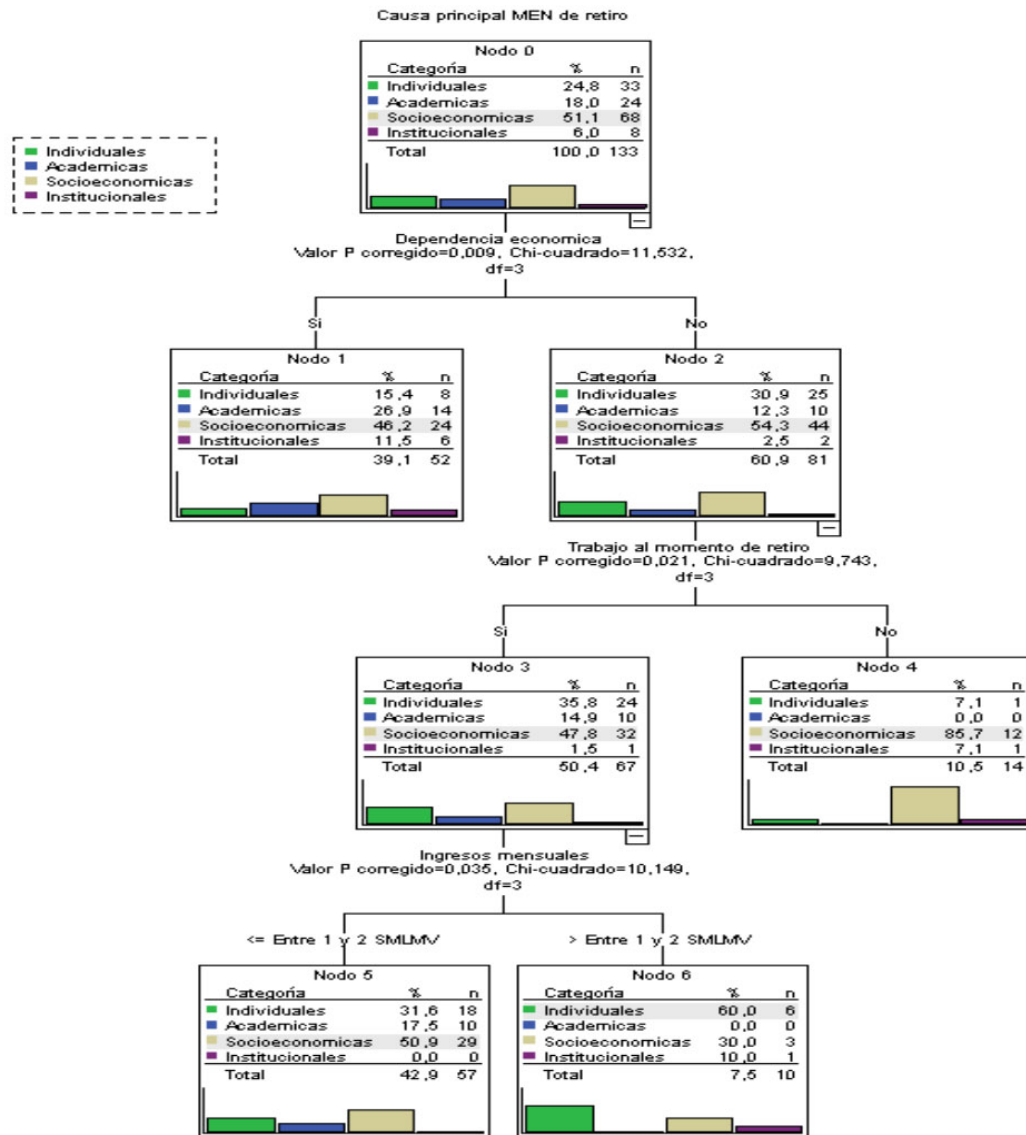 Causa principal MEN de retiro
Nodo 0
Categoría % n
Individuales 24,8 33
Academicas 18,0 24
Socioeconomicas 51,1 68
Institucionales 6,0 8
Total 100,0 133
Individuales
Academicas
Socioeconomicas
Institucionales
Dependencia economica
Valor P corregido=0,009, Chi-cuadrado=11,532,
df=3
Si
No
Nodo 1
Categoría % n
Individuales 15,4 8
Academicas 26,9 14
Socioeconomicas 46,2 24
Institucionales 11,5 6
Total 39,1 52
Nodo 2
Categoría % n
Individuales 30,9 25
Academicas 12,3 10
Socioeconomicas 54,3 44
Institucionales 2,5 2
Total 60,9 81
Trabajo al momento de retiro
Valor P corregido=0,021, Chi-cuadrado=9,743,
df=3
Si
No
Nodo 3
Categoría % n
Individuales 35,8 24
Academicas 14,9 10
Socioeconomicas 47,8 32
Institucionales 1,5 1
Total 50,4 67
Nodo 4
Categoría % n
Individuales 7,1 1
Academicas 0,0 0
Socioeconomicas 85,7 12
Institucionales 7,1 1
Total 10,5 14
Ingresos mensuales
Valor P corregido=0,035, Chi-cuadrado=10,149,
df=3
<= Entre 1 y 2 SMLMV
> Entre 1 y 2 SMLMV
Nodo 5
Categoría % n
Individuales 31,6 18
Academicas 17,5 10
Socioeconomicas 50,9 29
Institucionales 0,0 0
Total 42,9 57
Nodo 6
Categoría % n
Individuales 60,0 6
Academicas 0,0 0
Socioeconomicas 30,0 3
Institucionales 10,0 1
Total 7,5 10